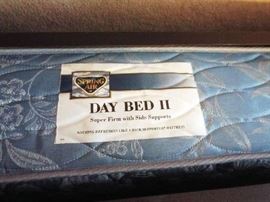 SPRING
AIR
DAY BED II
Super Firm with Side Supports